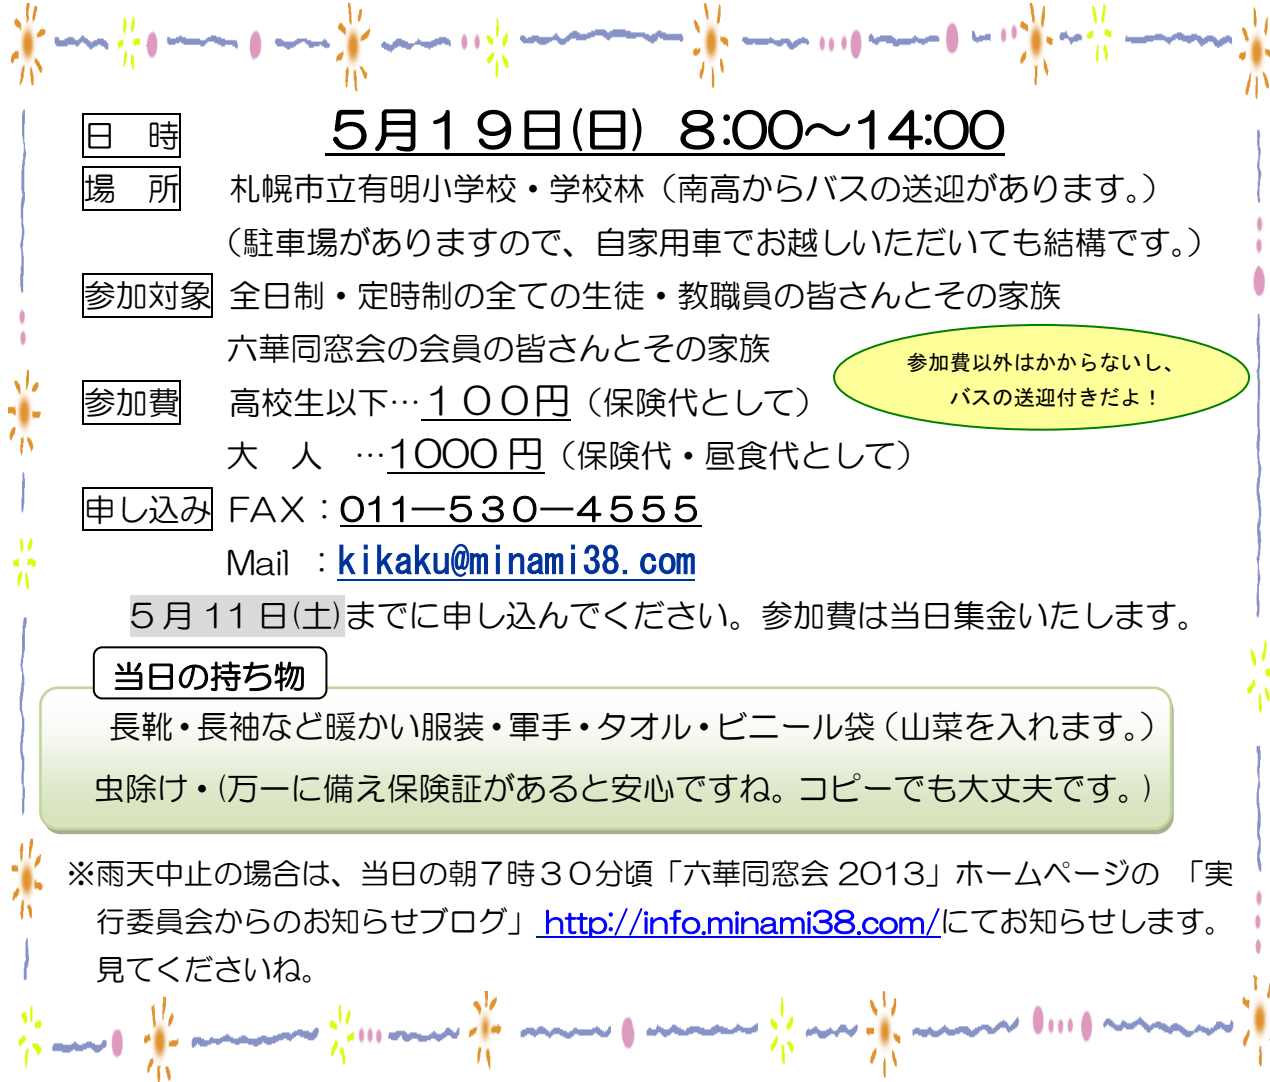 日　時　５月１９日(日)　８:00～14:00
場　所　札幌市立有明小学校・学校林（南高からバスの送迎があります。）
（駐車場がありますので、自家用車でお越しいただいても結構です。）
参加対象　全日制・定時制の全ての生徒・教職員の皆さんとその家族
六華同窓会の会員の皆さんとその家族
参加費以外はかからないし、
バスの送迎付きだよ！
参加費　高校生以下…１００円（保険代として）
大　人　…1000 円（保険代・昼食代として）
申し込み　FAX：011―５３０―４５５５
Mail ：kikaku@minami38.com
５月 11 日(土)までに申し込んでください。参加費は当日集金いたします。
当日の持ち物
長靴・長袖など暖かい服装・軍手・タオル・ビニール袋（山菜を入れます。）
虫除け・(万一に備え保険証があると安心ですね。コピーでも大丈夫です。)
※雨天中止の場合は、当日の朝７時３０分頃「六華同窓会 2013」ホームページの　「実
行委員会からのお知らせブログ」 http://info.minami38.com/にてお知らせします。
見てくださいね。